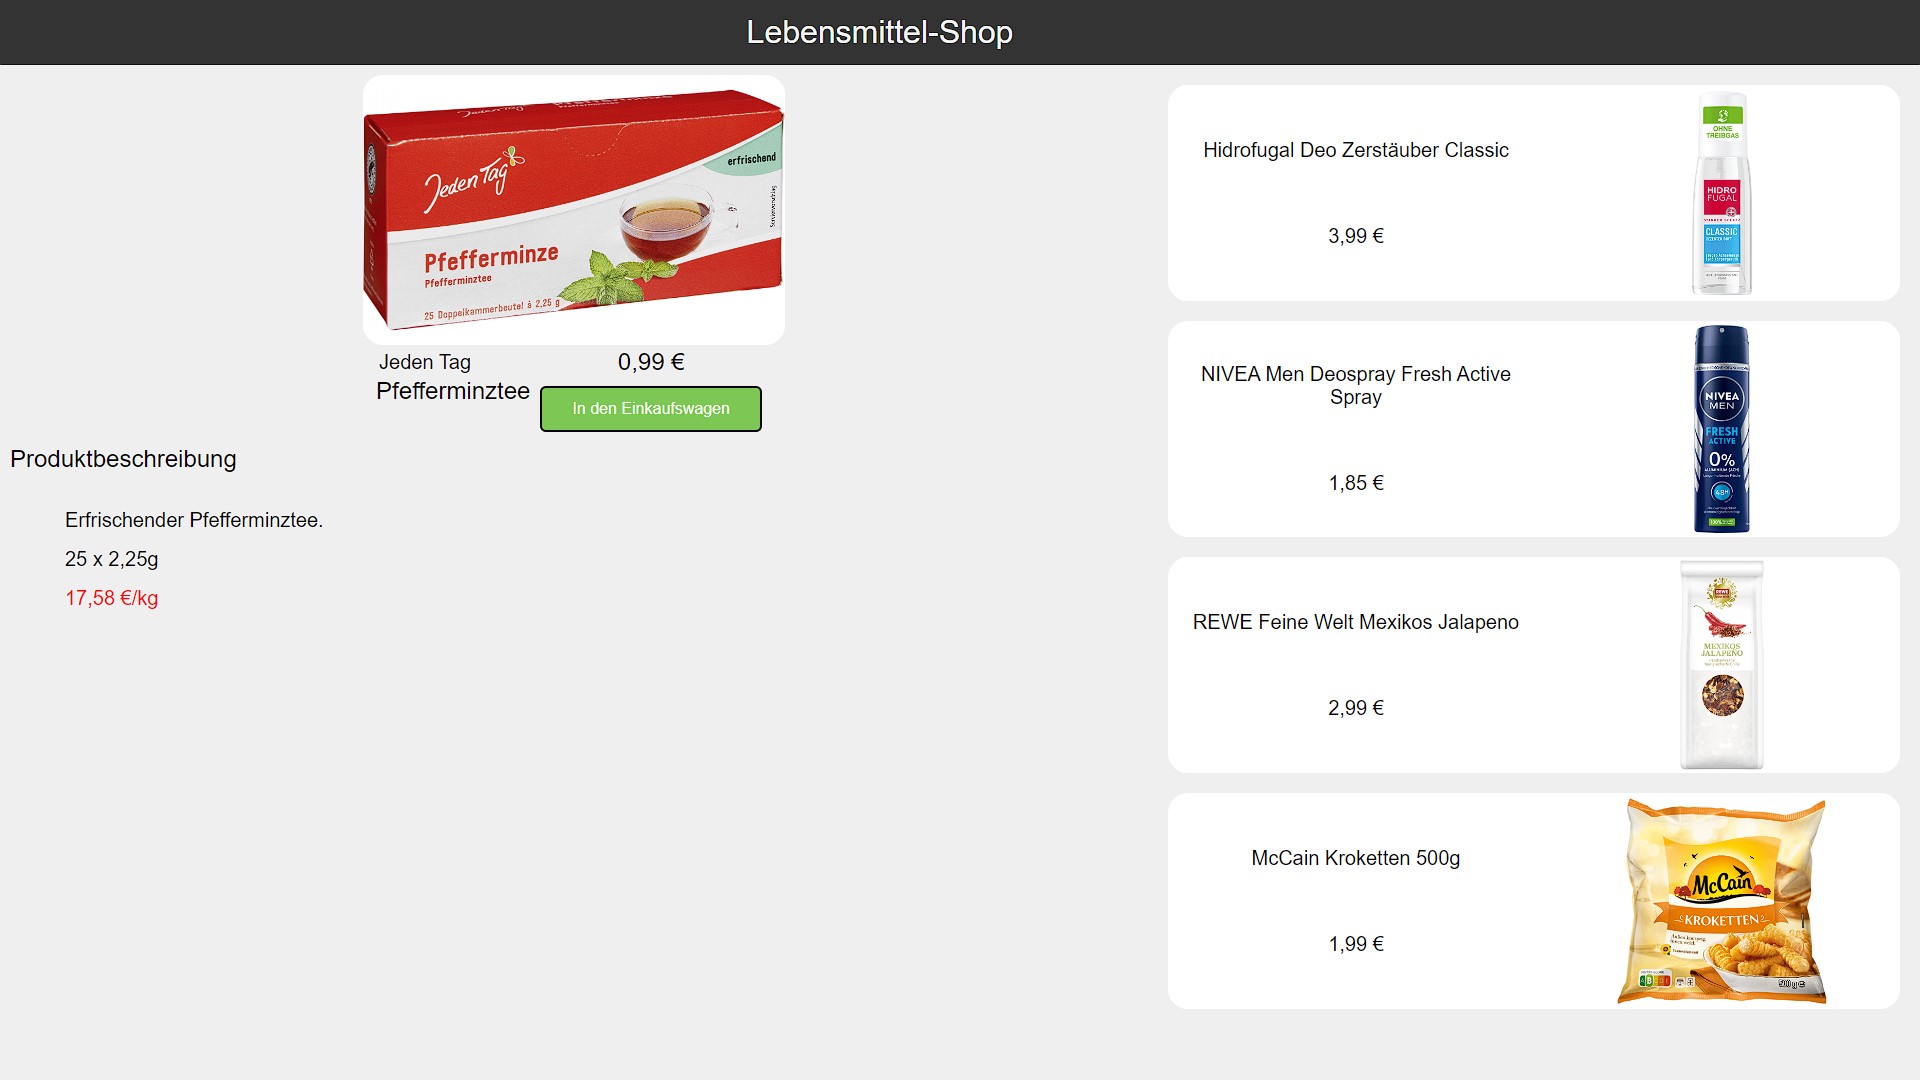 Lebensmittel-Shop
Jeden Tag
erfrischend
Serviervorschlag
Pfefferminze
Pfefferminztee
25 Doppelkammerbeutel à 2,25 g
Jeden Tag
0,99 €
Pfefferminztee
In den Einkaufswagen
Produktbeschreibung
Erfrischender Pfefferminztee.
25 x 2,25g
17,58 €/kg
Hidrofugal Deo Zerstäuber Classic
3,99 €
OHNE
TREIBGAS
HIDRO
FUGAL
CLASSIC
NIVEA Men Deospray Fresh Active
Spray
1,85 €
NIVEA
MEN
FRESH
ACTIVE
0%
48H
REWE Feine Welt Mexikos Jalapeno
2,99 €
REWE
MEXIKOS
JALAPEÑO
McCain Kroketten 500g
1,99 €
McCain
KROKETTEN
500 g e